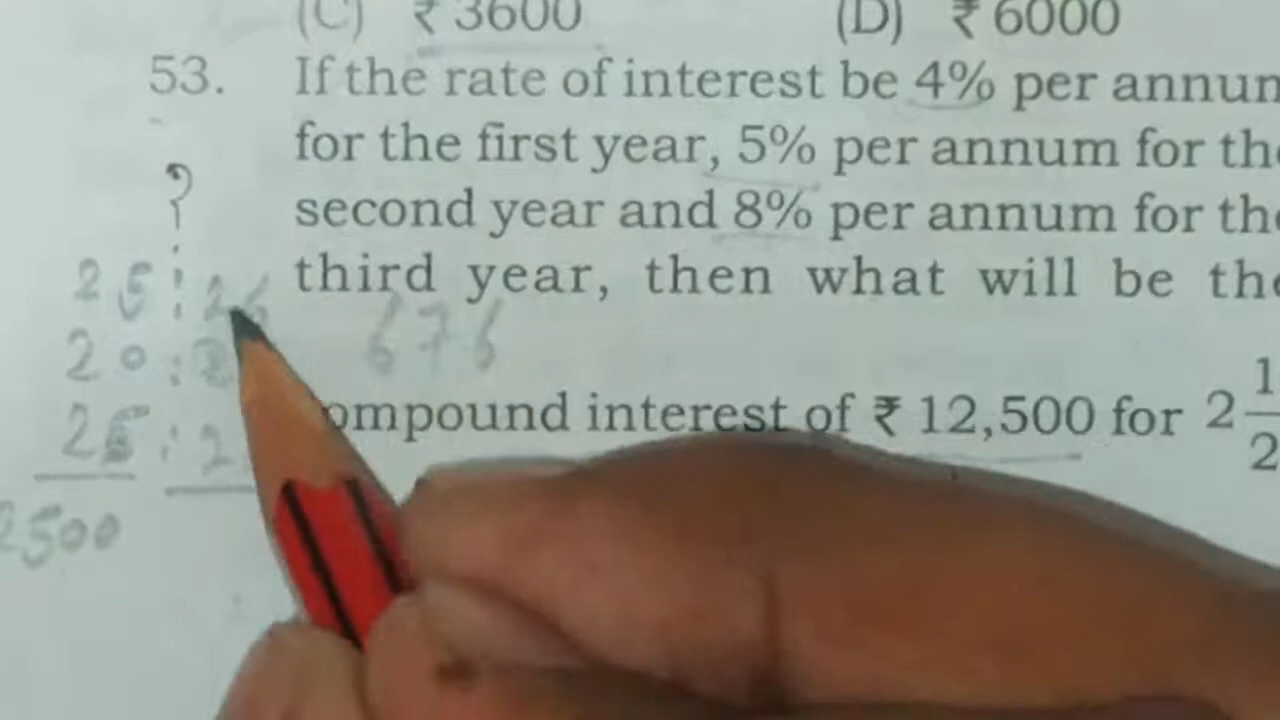 (C) ₹ 3600 (D) ₹ 6000
53. If the rate of interest be 4% per annum
for the first year, 5% per annum for the
second year and 8% per annum for the
third year, then what will be the
?
25 : 26
676
20 :
ompound interest of ₹ 12,500 for 2 1/2
25 : 2
2500